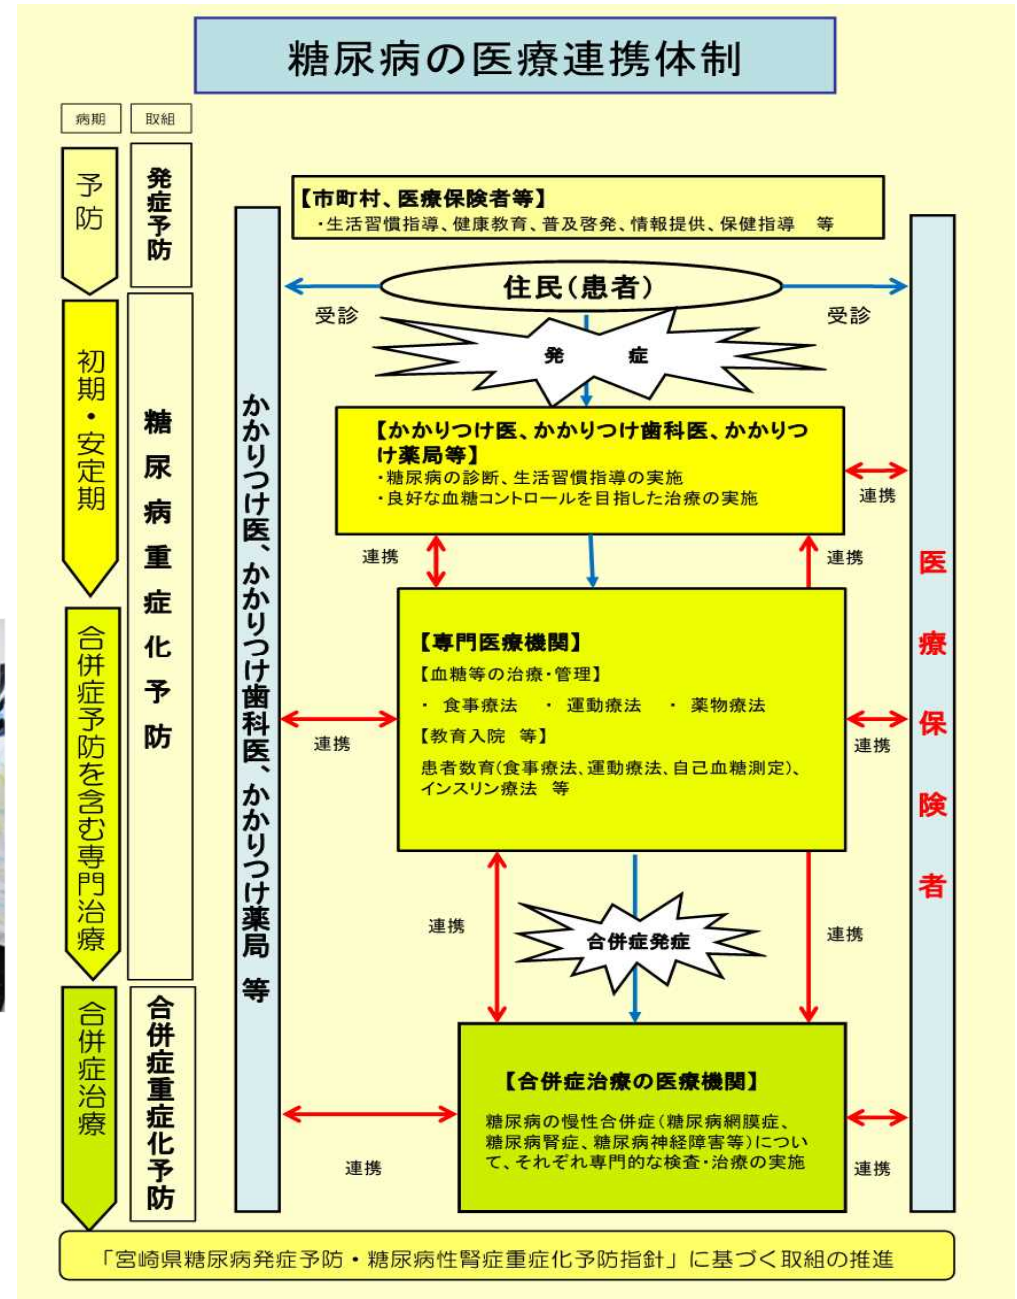 糖尿病の医療連携体制
病期
取組
予防
発症予防
【市町村、医療保険者等】
・生活習慣指導、健康教育、普及啓発、情報提供、保健指導　等
住民(患者)
受診
受診
発　症
初期・安定期
糖尿病重症化予防
かかりつけ医、かかりつけ歯科医、かかりつけ薬局　等
医療保険者
【かかりつけ医、かかりつけ歯科医、かかりつ
け薬局等】
・糖尿病の診断、生活習慣指導の実施
・良好な血糖コントロールを目指した治療の実施
連携
連携
連携
合併症予防を含む専門治療
【専門医療機関】
【血糖等の治療・管理】
・ 食事療法　・ 運動療法　・ 薬物療法
【教育入院 等】
患者数育(食事療法、運動療法、自己血糖測定)、
インスリン療法　等
連携
連携
連携
連携
合併症発症
合併症治療
合併症重症化予防
【合併症治療の医療機関】
糖尿病の慢性合併症(糖尿病網膜症、
糖尿病腎症、糖尿病神経障害等)につい
て、それぞれ専門的な検査・治療の実施
連携
連携
「宮崎県糖尿病発症予防・糖尿病性腎症重症化予防指針」に基づく取組の推進